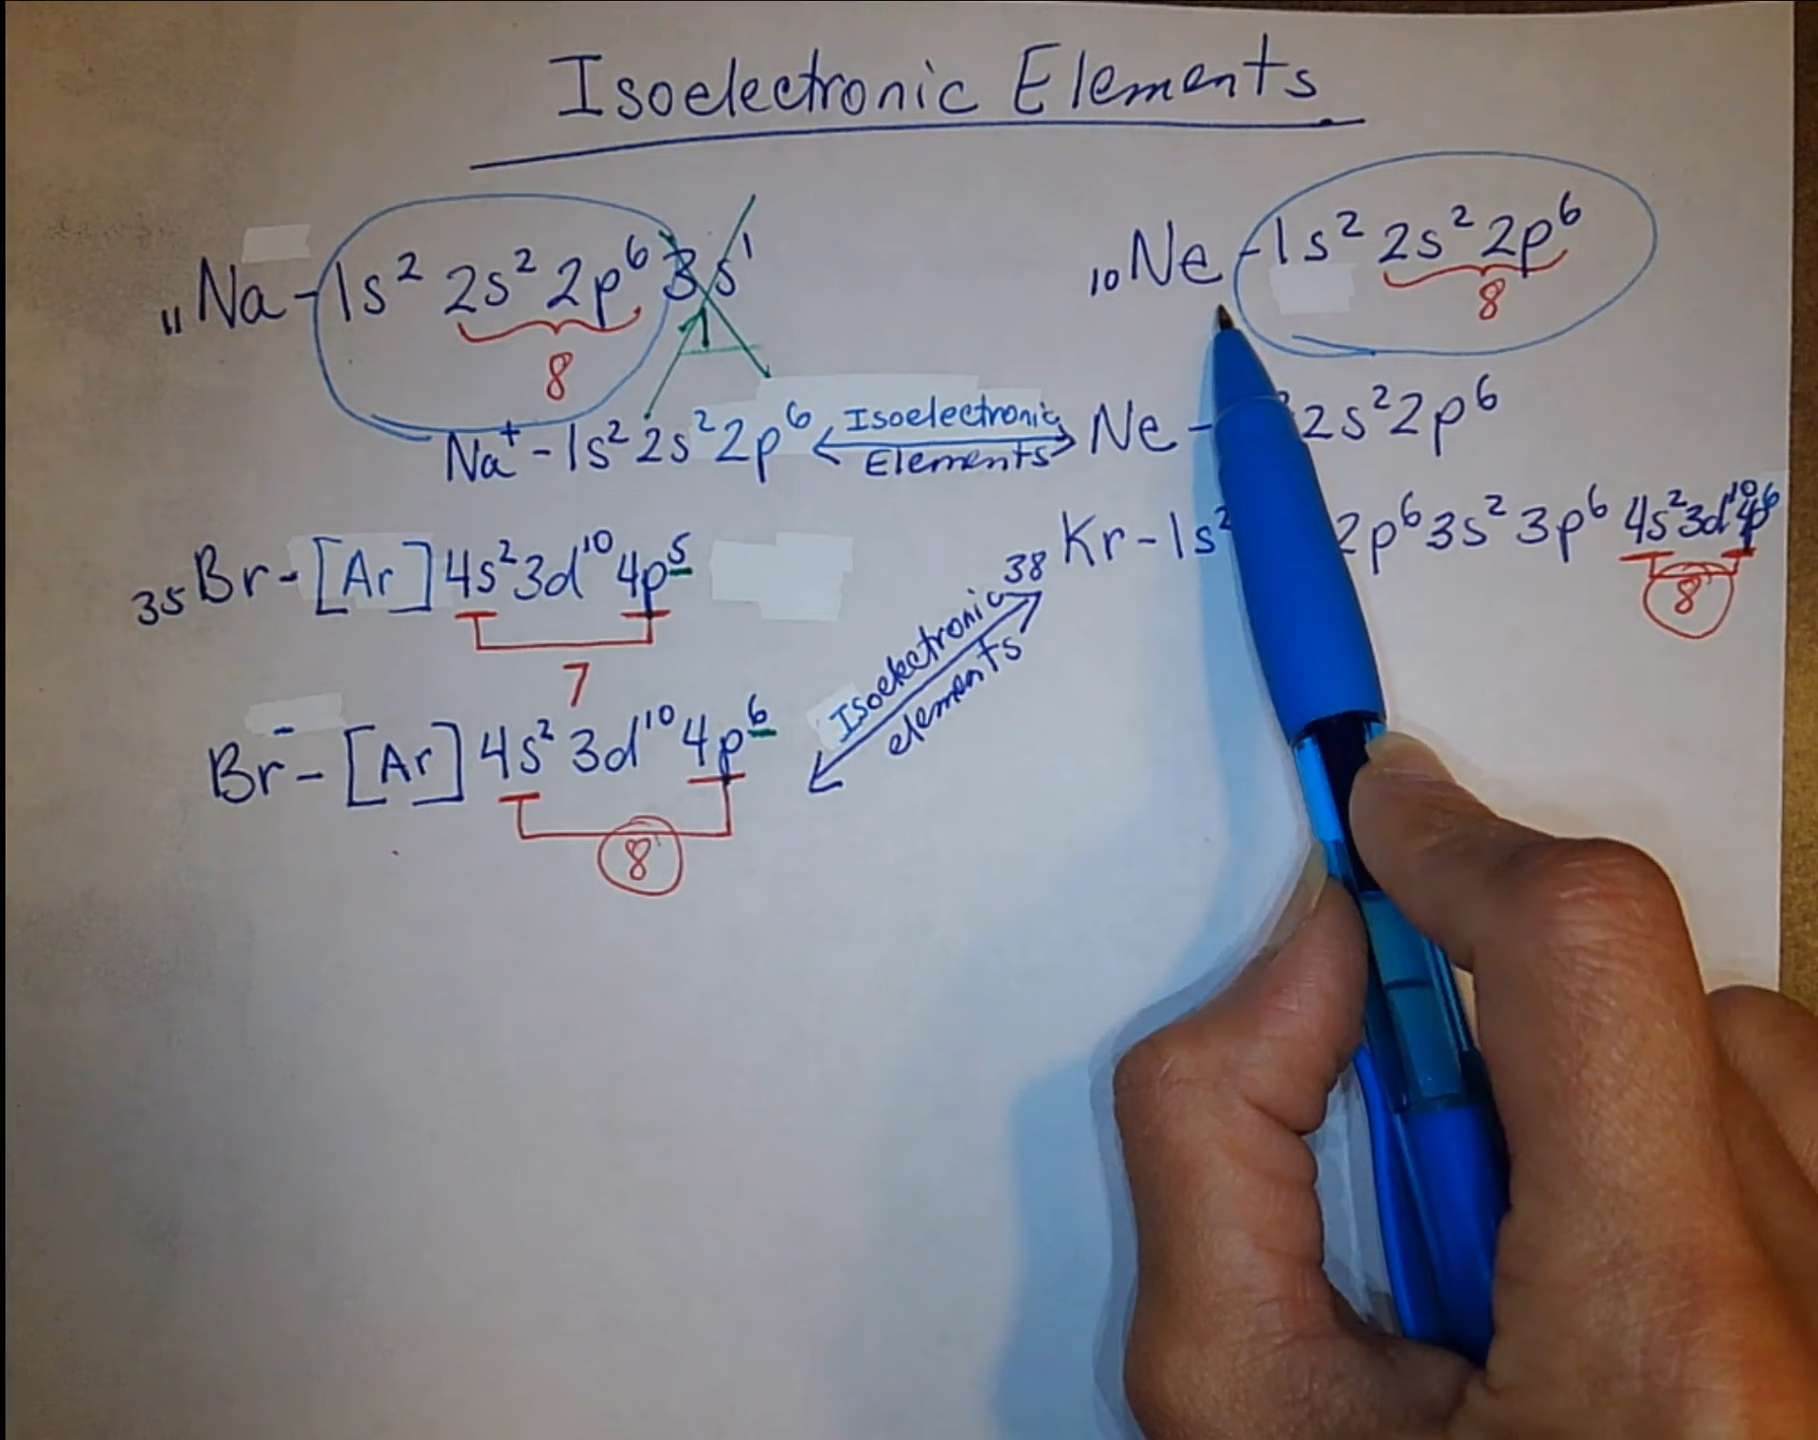 Isoelectronic Elements
₁₁Na - 1s² 2s² 2p⁶ 3s¹
8
1
₁₀Ne - 1s² 2s² 2p⁶
8
Na⁺ - 1s² 2s² 2p⁶
Isoelectronic
Elements
Ne - 2s² 2p⁶
₃₅Br - [Ar] 4s² 3d¹⁰ 4p⁵
7
₃₈Kr - 1s² 2p⁶ 3s² 3p⁶ 4s² 3d¹⁰ 4p⁶
8
Isoelectronic
elements
Br⁻ - [Ar] 4s² 3d¹⁰ 4p⁶
8